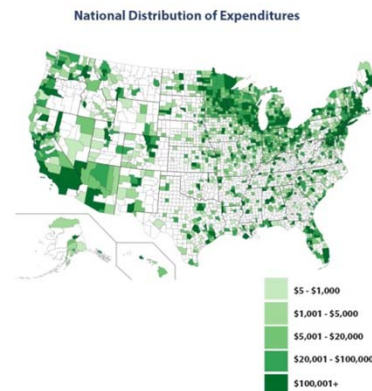 National Distribution of Expenditures
$5 - $1,000
$1,001 - $5,000
$5,001 - $20,000
$20,001 - $100,000
$100,001+